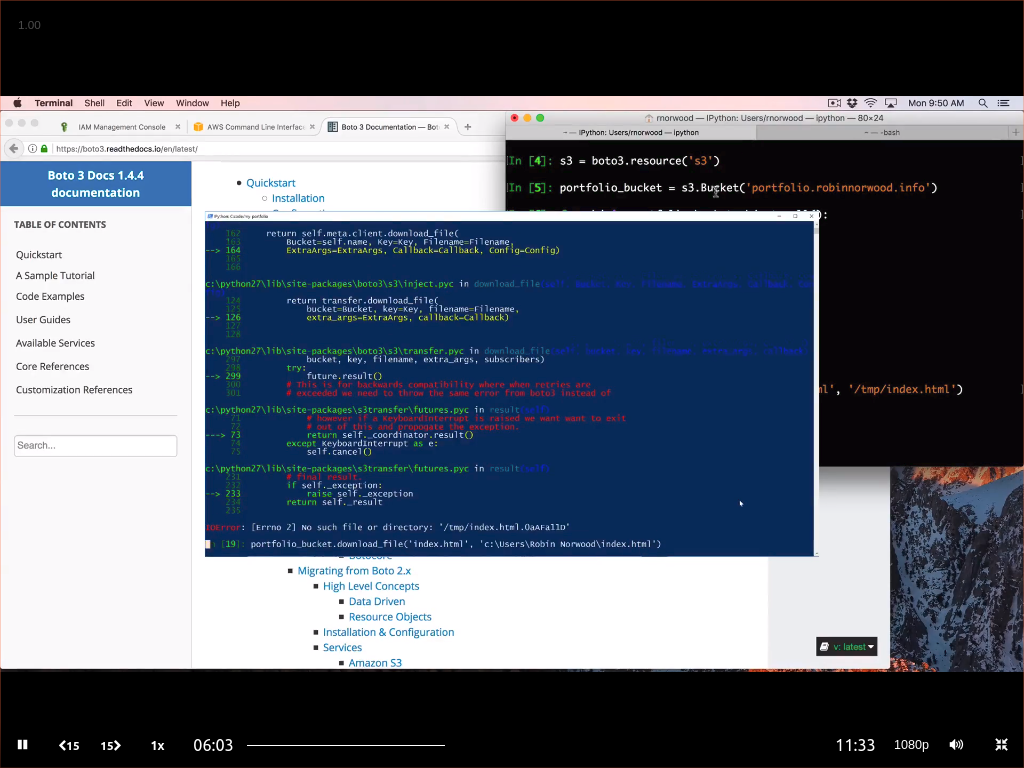 1.00
Terminal Shell Edit View Window Help
Mon 9:50 AM
IAM Management Console
AWS Command Line Interfac
Boto 3 Documentation — Bot
https://boto3.readthedocs.io/en/latest/
rnorwood — IPython: Users/rnorwood — ipython — 80×24
IPython: Users/rnorwood — ipython
-bash
In [4]: s3 = boto3.resource('s3')
In [5]: portfolio_bucket = s3.Bucket('portfolio.robinnorwood.info')
ml', '/tmp/index.html')
Boto 3 Docs 1.4.4
documentation
TABLE OF CONTENTS
Quickstart
A Sample Tutorial
Code Examples
User Guides
Available Services
Core References
Customization References
Search...
Quickstart
Installation
162 return self.meta.client.download_file(
163 Bucket=self.name, Key=Key, Filename=Filename,
--> 164 ExtraArgs=ExtraArgs, Callback=Callback, Config=Config)
165
166
c:\python27\lib\site-packages\boto3\s3\inject.pyc in download_file
124 return transfer.download_file(
125 bucket=Bucket, key=Key, filename=Filename,
--> 126 extra_args=ExtraArgs, callback=Callback)
127
128
c:\python27\lib\site-packages\boto3\s3\transfer.pyc in download_file
297 bucket, key, filename, extra_args, subscribers)
298 try:
--> 299 future.result()
300 # This is for backwards compatibility where when retries are
301 # exceeded we need to throw the same error from boto3 instead of
c:\python27\lib\site-packages\s3transfer\futures.pyc in result(self)
71 # however if a KeyboardInterrupt is raised we want want to exit
72 # out of this and propogate the exception.
---> 73 return self._coordinator.result()
74 except KeyboardInterrupt as e:
75 self.cancel()
c:\python27\lib\site-packages\s3transfer\futures.pyc in result(self)
231 # final result.
232 if self._exception:
--> 233 raise self._exception
234 return self._result
235
IOError: [Errno 2] No such file or directory: '/tmp/index.html.0aAFa11D'
[19]: portfolio_bucket.download_file('index.html', 'c:\Users\Robin Norwood\index.html')
Botocore
Migrating from Boto 2.x
High Level Concepts
Data Driven
Resource Objects
Installation & Configuration
Services
Amazon S3
v: latest
15
15
1x
06:03
11:33
1080p